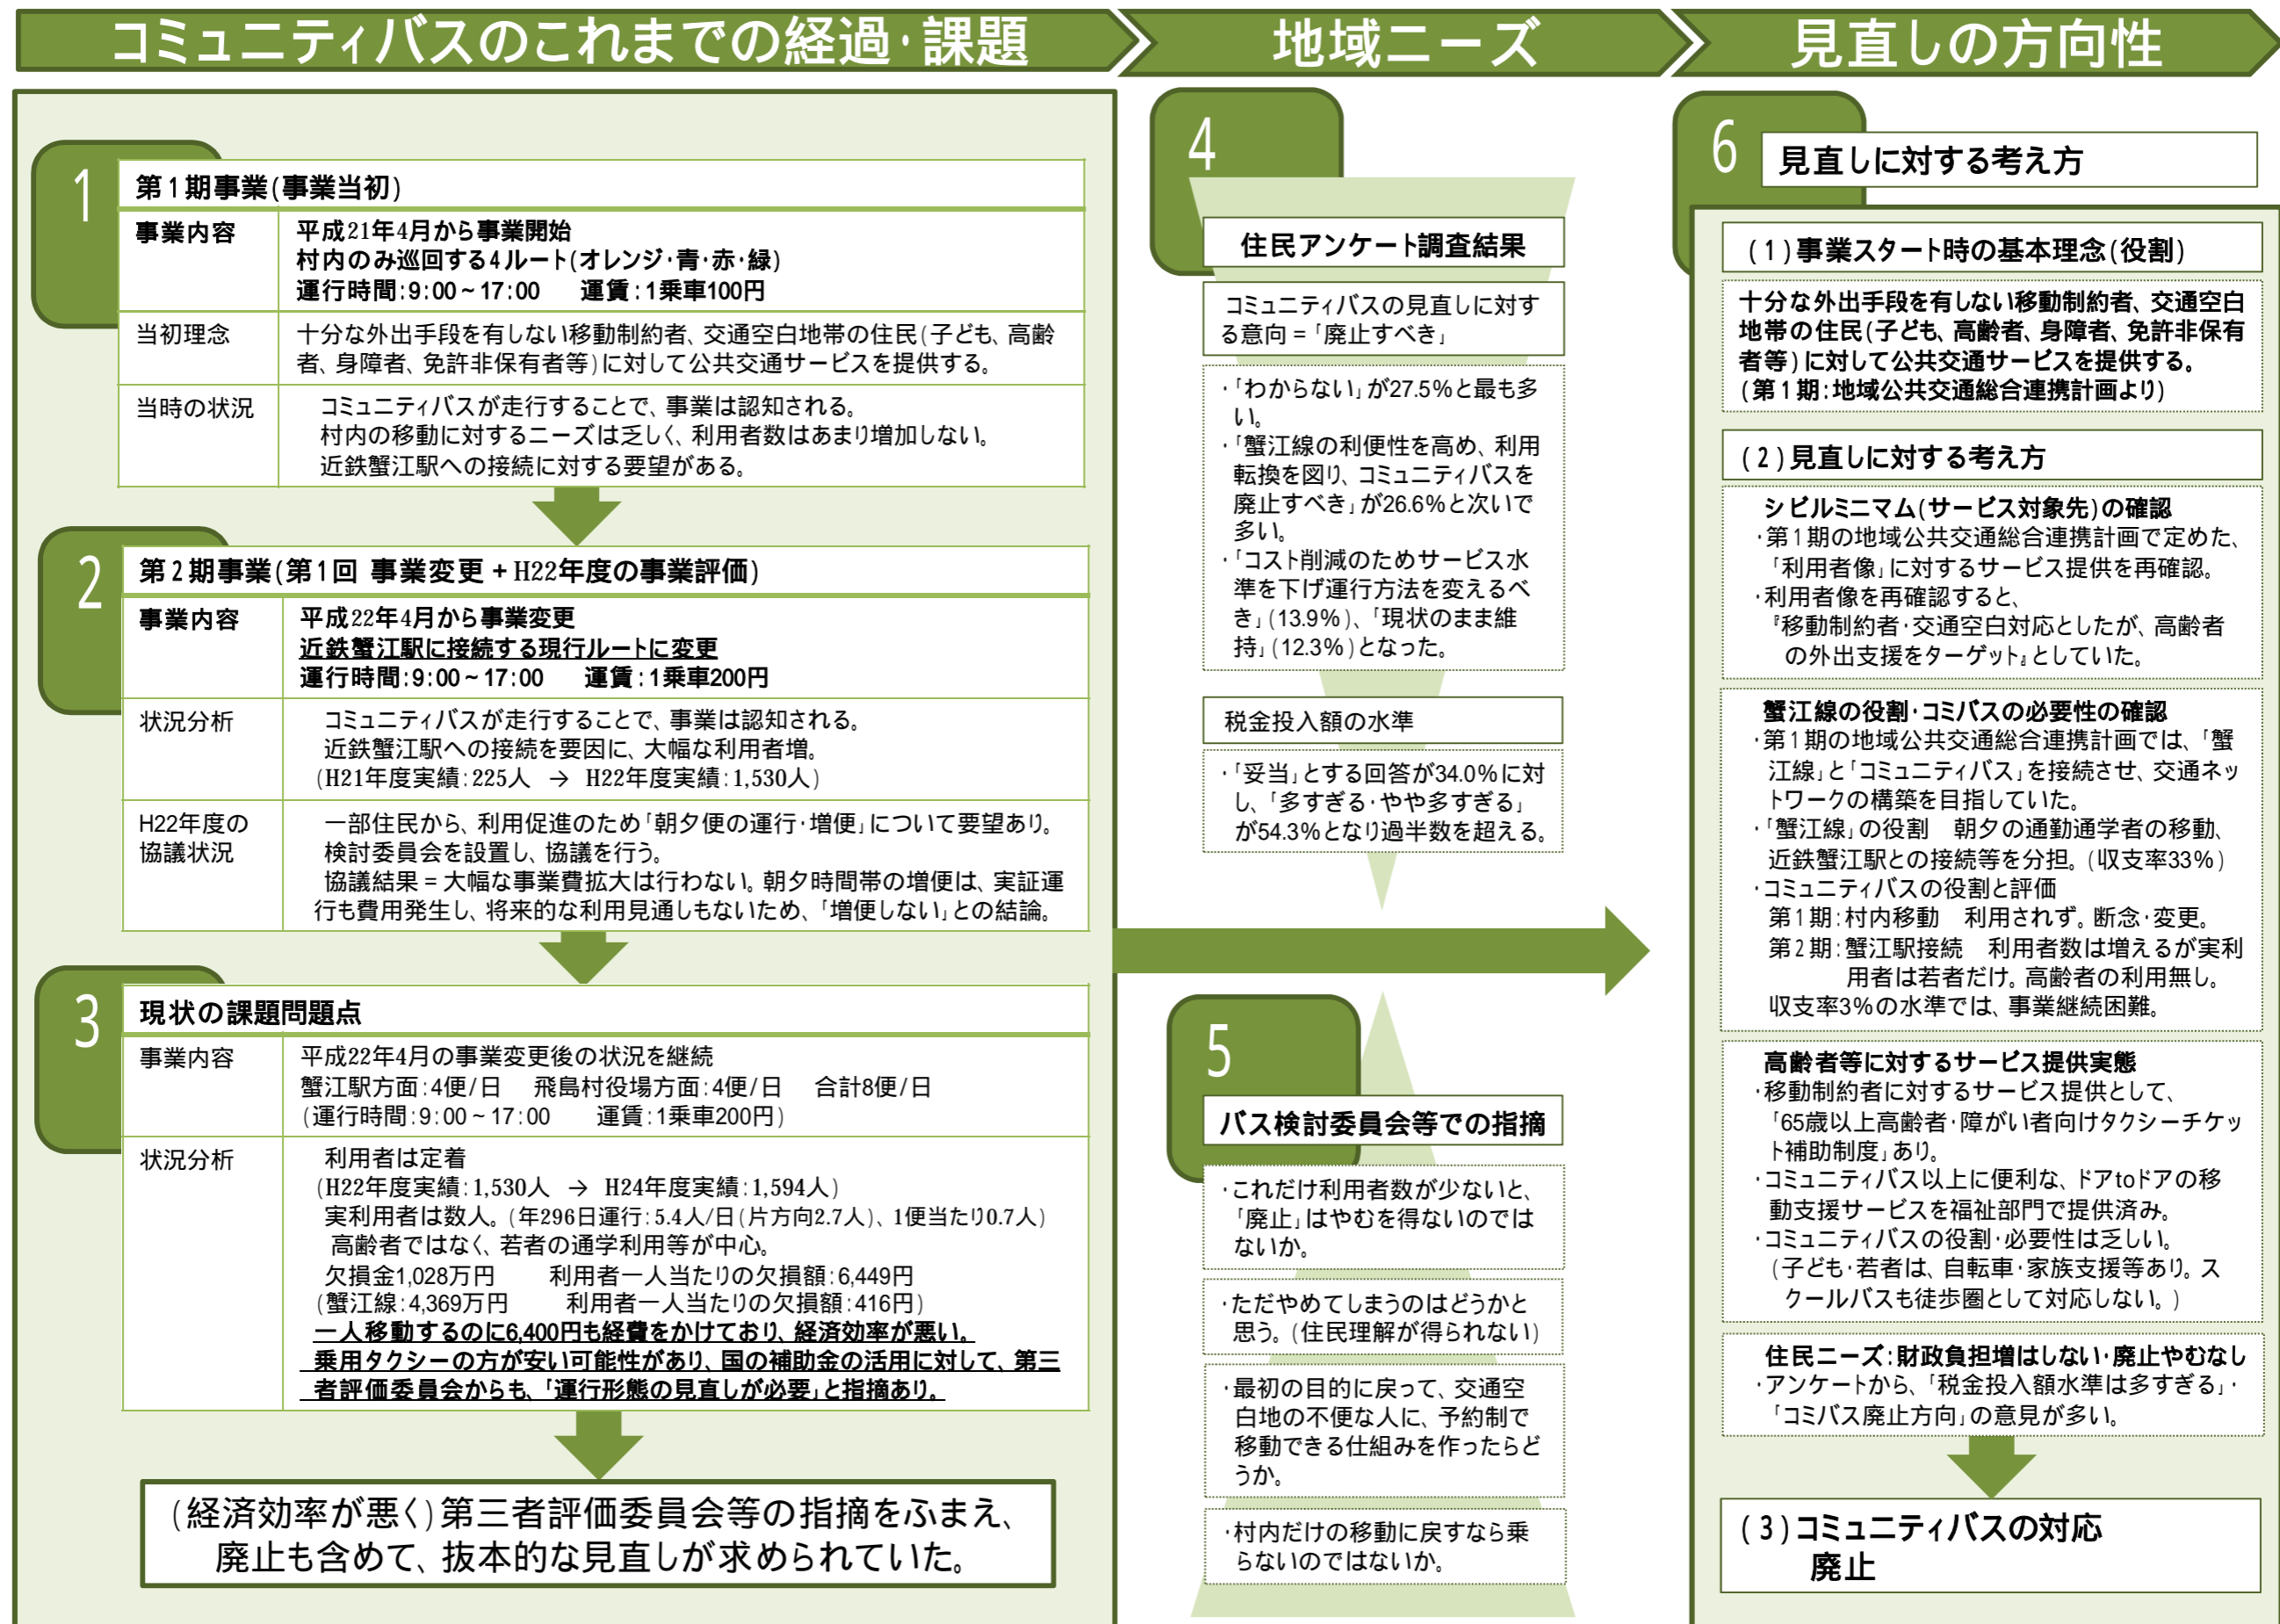 コミュニティバスのこれまでの経過・課題
地域ニーズ
見直しの方向性
1
第1期事業(事業当初)
事業内容
平成21年4月から事業開始
村内のみ巡回する4ルート(オレンジ・青・赤・緑)
運行時間:9:00～17:00　運賃:1乗車100円
当初理念
十分な外出手段を有しない移動制約者、交通空白地帯の住民(子ども、高齢
者、身障者、免許非保有者等)に対して公共交通サービスを提供する。
当時の状況
コミュニティバスが走行することで、事業は認知される。
村内の移動に対するニーズは乏しく、利用者数はあまり増加しない。
近鉄蟹江駅への接続に対する要望がある。
2
第2期事業(第1回 事業変更+H22年度の事業評価)
事業内容
平成22年4月から事業変更
近鉄蟹江駅に接続する現行ルートに変更
運行時間:9:00～17:00　運賃:1乗車200円
状況分析
コミュニティバスが走行することで、事業は認知される。
近鉄蟹江駅への接続を要因に、大幅な利用者増。
(H21年度実績:225人 → H22年度実績:1,530人)
H22年度の
協議状況
一部住民から、利用促進のため「朝夕便の運行・増便」について要望あり。
検討委員会を設置し、協議を行う。
協議結果=大幅な事業費拡大は行わない。朝夕時間帯の増便は、実証運
行も費用発生し、将来的な利用見通しもないため、「増便しない」との結論。
3
現状の課題問題点
事業内容
平成22年4月の事業変更後の状況を継続
蟹江駅方面:4便/日　飛島村役場方面:4便/日　合計8便/日
(運行時間:9:00～17:00　運賃:1乗車200円)
状況分析
利用者は定着
(H22年度実績:1,530人 → H24年度実績:1,594人)
実利用者は数人。(年296日運行:5.4人/日(片方向2.7人)、1便当たり0.7人)
高齢者ではなく、若者の通学利用等が中心。
欠損金1,028万円　利用者一人当たりの欠損額:6,449円
(蟹江線:4,369万円　利用者一人当たりの欠損額:416円)
一人移動するのに6,400円も経費をかけており、経済効率が悪い。
乗用タクシーの方が安い可能性があり、国の補助金の活用に対して、第三
者評価委員会からも、「運行形態の見直しが必要」と指摘あり。
(経済効率が悪く)第三者評価委員会等の指摘をふまえ、
廃止も含めて、抜本的な見直しが求められていた。
4
住民アンケート調査結果
コミュニティバスの見直しに対す
る意向=「廃止すべき」
・「わからない」が27.5%と最も多
い。
・「蟹江線の利便性を高め、利用
転換を図り、コミュニティバスを
廃止すべき」が26.6%と次いで
多い。
・「コスト削減のためサービス水
準を下げ運行方法を変えるべ
き」(13.9%)、「現状のまま維
持」(12.3%)となった。
税金投入額の水準
・「妥当」とする回答が34.0%に対
し、「多すぎる・やや多すぎる」
が54.3%となり過半数を超える。
5
バス検討委員会等での指摘
・これだけ利用者数が少ないと、
「廃止」はやむを得ないのでは
ないか。
・ただやめてしまうのはどうかと
思う。(住民理解が得られない)
・最初の目的に戻って、交通空
白地の不便な人に、予約制で
移動できる仕組みを作ったらど
うか。
・村内だけの移動に戻すなら乗
らないのではないか。
6
見直しに対する考え方
(1)事業スタート時の基本理念(役割)
十分な外出手段を有しない移動制約者、交通空白
地帯の住民(子ども、高齢者、身障者、免許非保有
者等)に対して公共交通サービスを提供する。
(第1期:地域公共交通総合連携計画より)
(2)見直しに対する考え方
シビルミニマム(サービス対象先)の確認
・第1期の地域公共交通総合連携計画で定めた、
「利用者像」に対するサービス提供を再確認。
・利用者像を再確認すると、
『移動制約者・交通空白対応としたが、高齢者
の外出支援をターゲット』としていた。
蟹江線の役割・コミバスの必要性の確認
・第1期の地域公共交通総合連携計画では、「蟹
江線」と「コミュニティバス」を接続させ、交通ネッ
トワークの構築を目指していた。
・「蟹江線」の役割　朝夕の通勤通学者の移動、
近鉄蟹江駅との接続等を分担。(収支率33%)
・コミュニティバスの役割と評価
第1期:村内移動　利用されず。断念・変更。
第2期:蟹江駅接続　利用者数は増えるが実利
用者は若者だけ。高齢者の利用無し。
収支率3%の水準では、事業継続困難。
高齢者等に対するサービス提供実態
・移動制約者に対するサービス提供として、
「65歳以上高齢者・障がい者向けタクシーチケッ
ト補助制度」あり。
・コミュニティバス以上に便利な、ドアtoドアの移
動支援サービスを福祉部門で提供済み。
・コミュニティバスの役割・必要性は乏しい。
(子ども・若者は、自転車・家族支援等あり。ス
クールバスも徒歩圏として対応しない。)
住民ニーズ:財政負担増はしない・廃止やむなし
・アンケートから、「税金投入額水準は多すぎる」・
「コミバス廃止方向」の意見が多い。
(3)コミュニティバスの対応
廃止